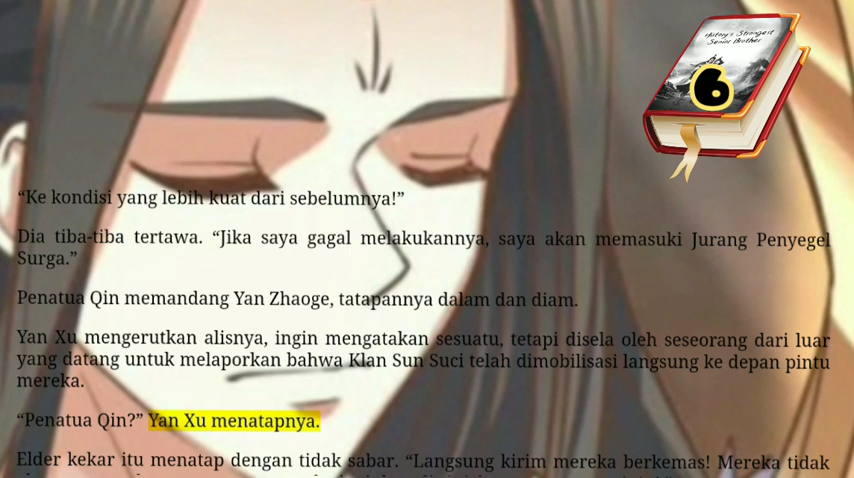 History's Strongest
Senior Brother
6
“Ke kondisi yang lebih kuat dari sebelumnya!”
Dia tiba-tiba tertawa. “Jika saya gagal melakukannya, saya akan memasuki Jurang Penyegel
Surga.”
Penatua Qin memandang Yan Zhaoge, tatapannya dalam dan diam.
Yan Xu mengerutkan alisnya, ingin mengatakan sesuatu, tetapi disela oleh seseorang dari luar
yang datang untuk melaporkan bahwa Klan Sun Suci telah dimobilisasi langsung ke depan pintu
mereka.
“Penatua Qin?” Yan Xu menatapnya.
Elder kekar itu menatap dengan tidak sabar. “Langsung kirim mereka berkemas! Mereka tidak